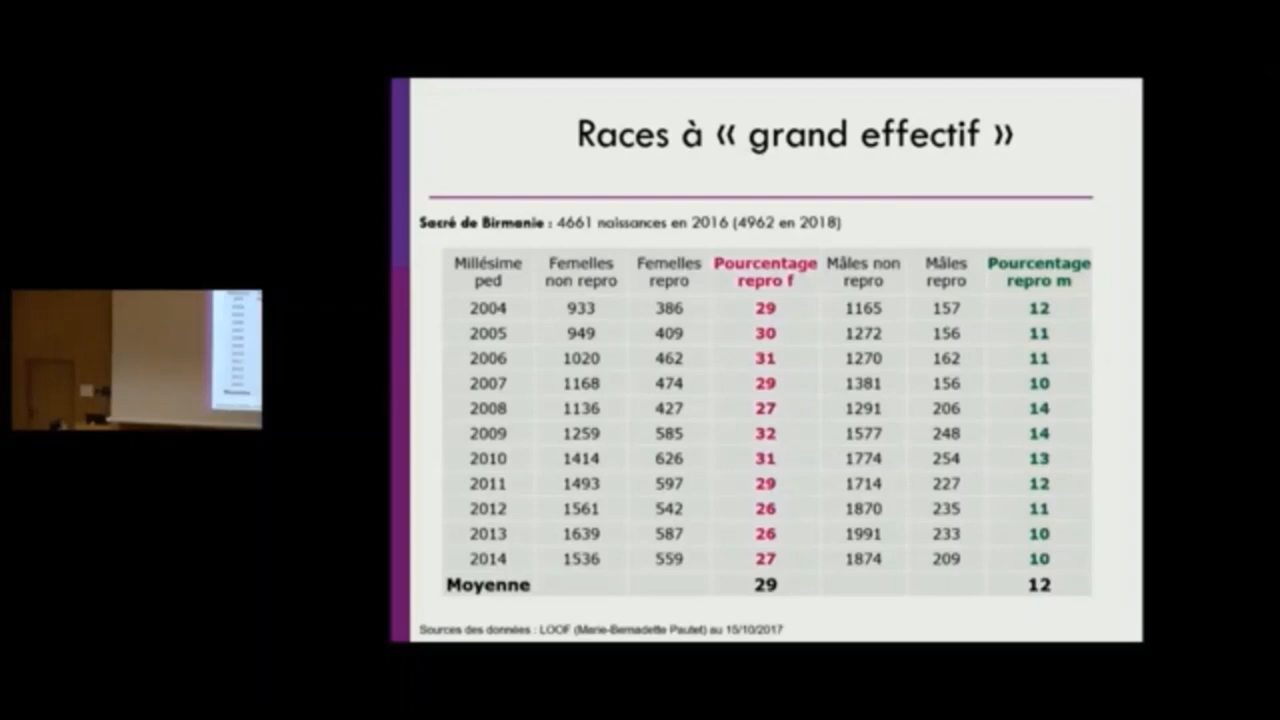 Races à « grand effectif »
Sacré de Birmanie : 4661 naissances en 2016 (4962 en 2018)
Millésime ped Femelles non repro Femelles repro Pourcentage repro f Mâles non repro Mâles repro Pourcentage repro m
2004 933 386 29 1165 157 12
2005 949 409 30 1272 156 11
2006 1020 462 31 1270 162 11
2007 1168 474 29 1381 156 10
2008 1136 427 27 1291 206 14
2009 1259 585 32 1577 248 14
2010 1414 626 31 1774 254 13
2011 1493 597 29 1714 227 12
2012 1561 542 26 1870 235 11
2013 1639 587 26 1991 233 10
2014 1536 559 27 1874 209 10
Moyenne 29 12
Sources des données : LOOF (Marie-Bernadette Pautet) au 15/10/2017